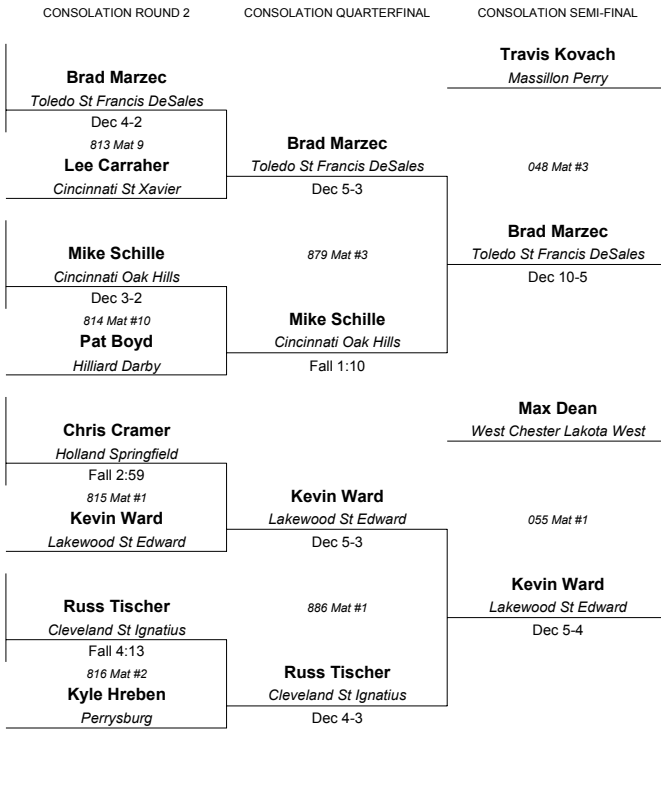 CONSOLATION ROUND 2
CONSOLATION QUARTERFINAL
CONSOLATION SEMI-FINAL
Brad Marzec
Toledo St Francis DeSales
Dec 4-2
813 Mat 9
Lee Carraher
Cincinnati St Xavier
Mike Schille
Cincinnati Oak Hills
Dec 3-2
814 Mat #10
Pat Boyd
Hilliard Darby
Chris Cramer
Holland Springfield
Fall 2:59
815 Mat #1
Kevin Ward
Lakewood St Edward
Russ Tischer
Cleveland St Ignatius
Fall 4:13
816 Mat #2
Kyle Hreben
Perrysburg
Brad Marzec
Toledo St Francis DeSales
Dec 5-3
879 Mat #3
Mike Schille
Cincinnati Oak Hills
Fall 1:10
Kevin Ward
Lakewood St Edward
Dec 5-3
886 Mat #1
Russ Tischer
Cleveland St Ignatius
Dec 4-3
Travis Kovach
Massillon Perry
048 Mat #3
Brad Marzec
Toledo St Francis DeSales
Dec 10-5
Max Dean
West Chester Lakota West
055 Mat #1
Kevin Ward
Lakewood St Edward
Dec 5-4